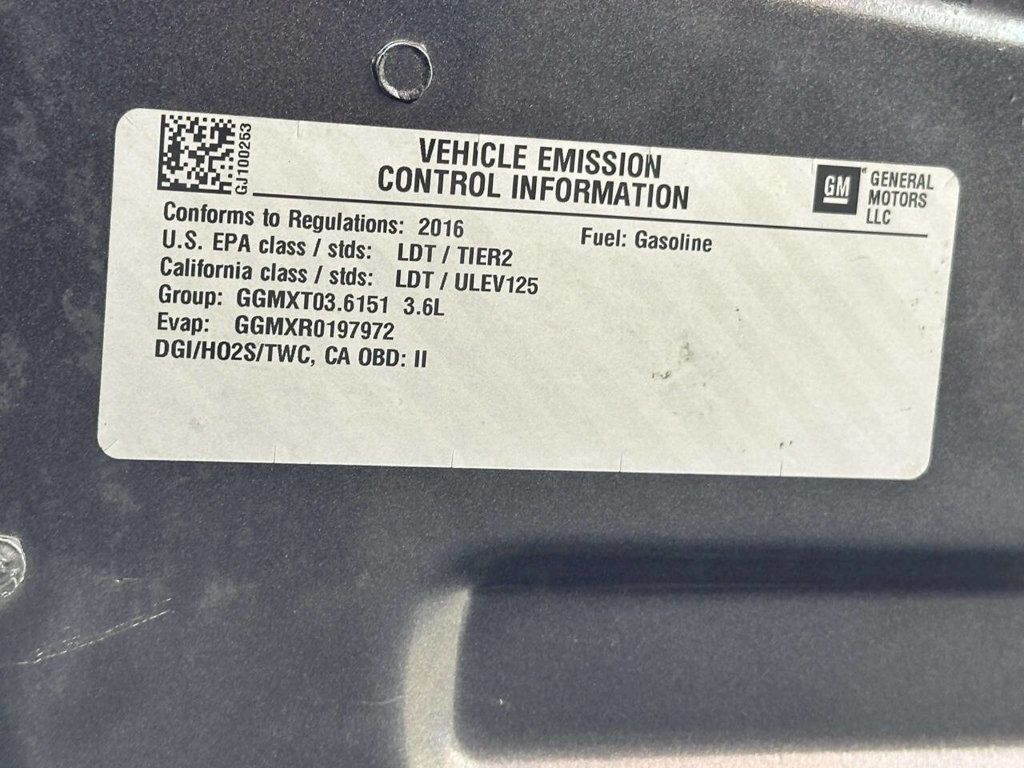 GJ100253
VEHICLE EMISSION
CONTROL INFORMATION
GM
GENERAL
MOTORS
LLC
Conforms to Regulations: 2016
Fuel: Gasoline
U.S. EPA class / stds: LDT / TIER2
California class / stds: LDT / ULEV125
Group: GGMXT03.6151 3.6L
Evap: GGMXR0197972
DGI/HO2S/TWC, CA OBD: II